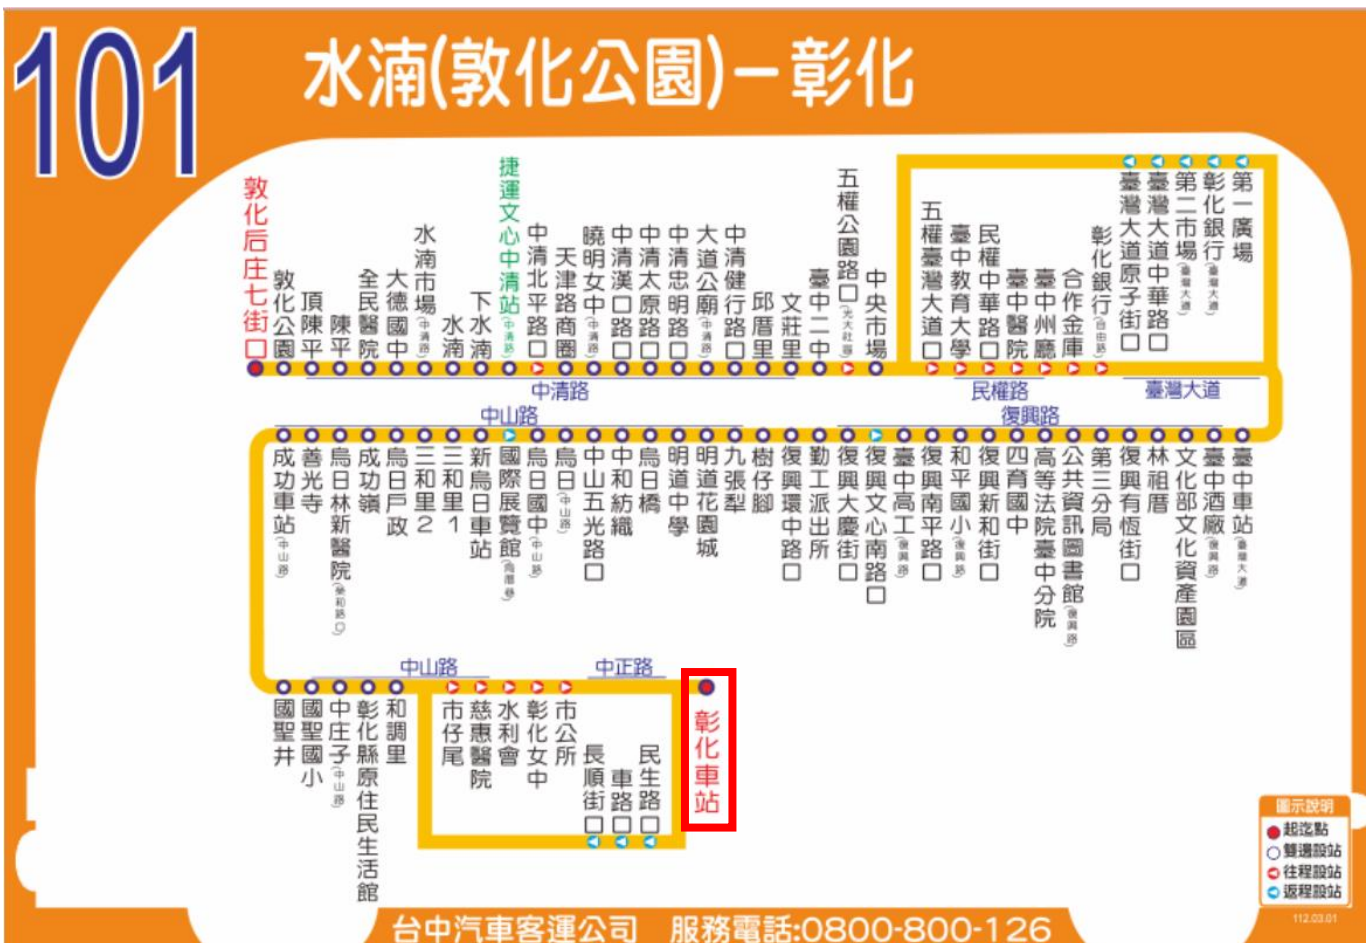 101
水湳(敦化公園)－彰化
敦化后庄七街口
敦化公園
頂陳平
陳平
全民醫院
大德國中
水湳市場(中清路)
水湳
下水湳
捷運文心中清站(中清路)
中清北平路口
天津路商圈
曉明女中(中清路)
中清漢口路口
中清太原路口
中清忠明路口
大道公廟(中清路)
中清健行路口
邱厝里
文莊里
臺中二中
五權公園路口(光大社區)
中央市場
五權臺灣大道口
臺中教育大學
民權中華路口
臺中醫院
臺中州廳
合作金庫
彰化銀行(自由路)
臺灣大道原子街口
臺灣大道中華路口
第二市場(臺灣大道)
彰化銀行(臺灣大道)
第一廣場
中清路
民權路
臺灣大道
中山路
復興路
成功車站(中山路)
善光寺
烏日林新醫院(榮和路口)
成功嶺
烏日戶政
三和里2
三和里1
新烏日車站
國際展覽館(烏厝巷)
烏日國中(中山路)
烏日(中山路)
中山五光路口
中和紡織
烏日橋
明道中學
明道花園城
九張犁
樹仔腳
復興環中路口
勤工派出所
復興大慶街口
復興文心南路口
臺中高工(復興路)
復興南平路口
和平國小(復興路)
復興新和街口
四育國中
高等法院臺中分院
公共資訊圖書館(復興路)
第三分局
復興有恆街口
林祖厝
文化部文化資產園區
臺中酒廠(復興路)
臺中車站(臺灣大道)
中山路
中正路
國聖井
國聖國小
中庄子(中山路)
彰化縣原住民生活館
和調里
市仔尾
慈惠醫院
水利會
彰化女中
市公所
長順街口
車路口
民生路口
彰化車站
圖示說明
起迄點
雙邊設站
往程設站
返程設站
112.03.01
台中汽車客運公司 服務電話:0800-800-126